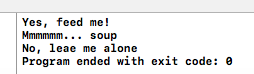 Yes, feed me!
Mmmmmm... soup
No, leae me alone
Program ended with exit code: 0